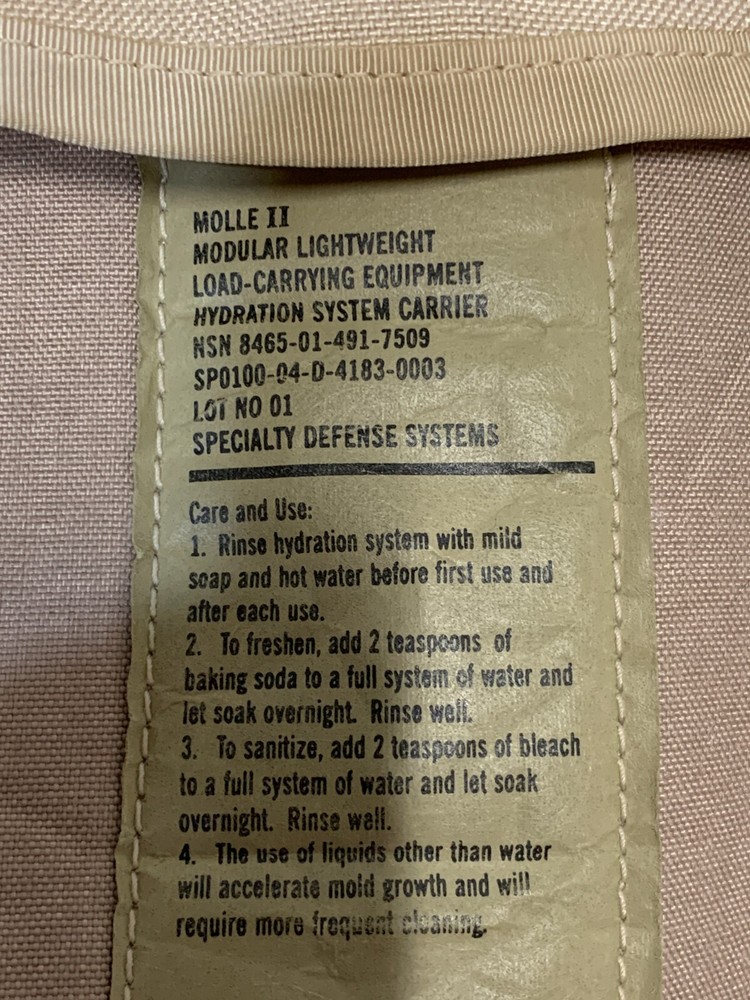 MOLLE II
MODULAR LIGHTWEIGHT
LOAD-CARRYING EQUIPMENT
HYDRATION SYSTEM CARRIER
NSN 8465-01-491-7509
SP0100-04-D-4183-0003
LOT NO 01
SPECIALTY DEFENSE SYSTEMS
Care and Use:
1. Rinse hydration system with mild
soap and hot water before first use and
after each use.
2. To freshen, add 2 teaspoons of
baking soda to a full system of water and
let soak overnight. Rinse well.
3. To sanitize, add 2 teaspoons of bleach
to a full system of water and let soak
overnight. Rinse well.
4. The use of liquids other than water
will accelerate mold growth and will
require more frequent cleaning.